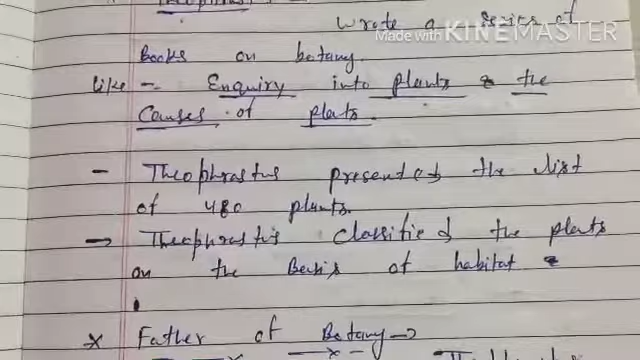 Theophrastus
Wrote a series of
Made with KINEMASTER
Books on botany.
like - Enquiry into plants & the
Causes of plants.
- Theophrastus presented the list
of 480 plants.
→ Theophrastus classified the plants
on the Basis of habitat &
* Father of Botany →